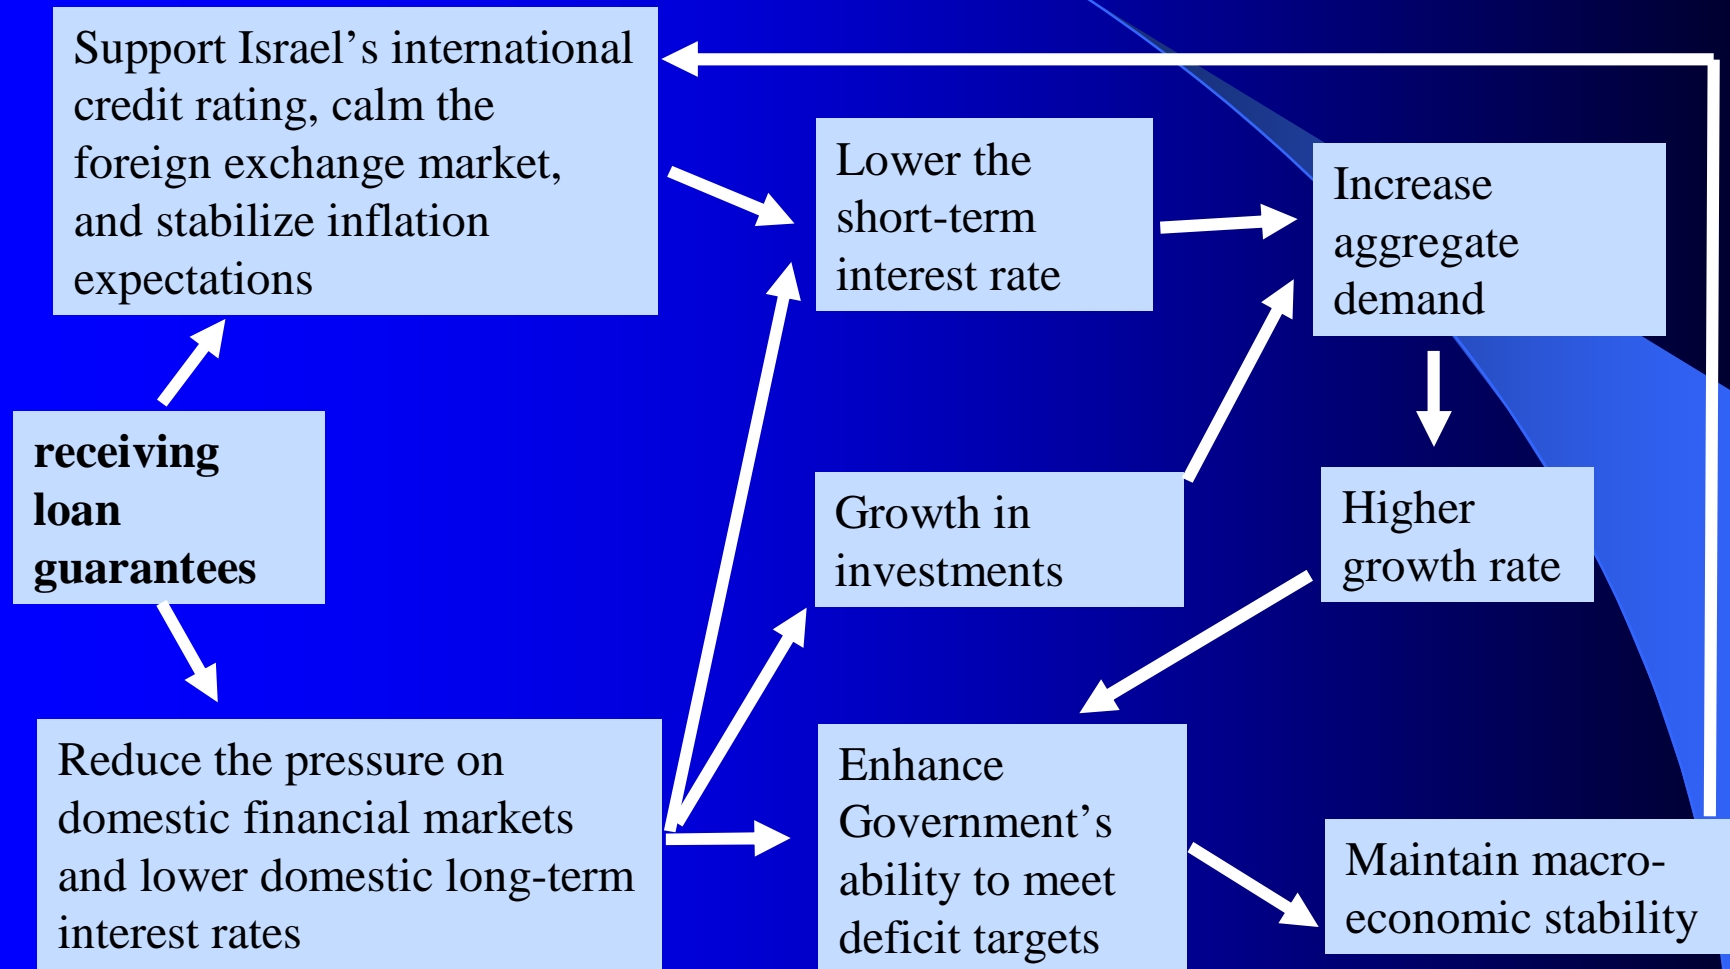 Support Israel’s international
credit rating, calm the
foreign exchange market,
and stabilize inflation
expectations
Lower the
short-term
interest rate
Increase
aggregate
demand
receiving
loan
guarantees
Growth in
investments
Higher
growth rate
Reduce the pressure on
domestic financial markets
and lower domestic long-term
interest rates
Enhance
Government’s
ability to meet
deficit targets
Maintain macro-
economic stability